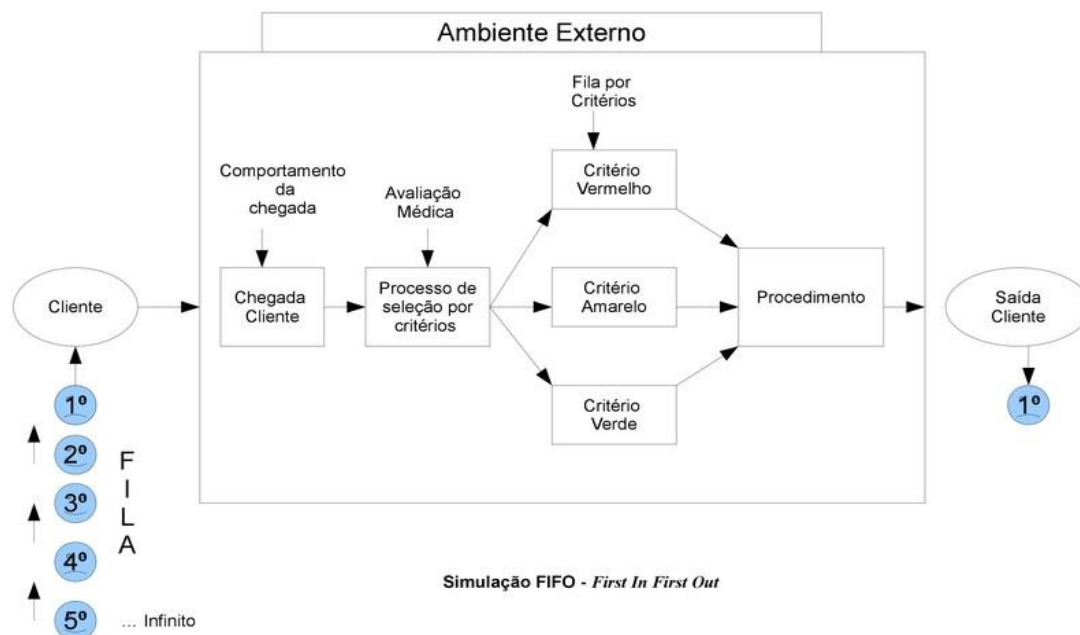 Ambiente Externo
Fila por
Critérios
Comportamento
da
chegada
Avaliação
Médica
Critério
Vermelho
Cliente
Chegada
Cliente
Processo de
seleção por
critérios
Critério
Amarelo
Procedimento
Saída
Cliente
Critério
Verde
1º
2º
3º
4º
5º
... Infinito
F
I
L
A
1º
Simulação FIFO - First In First Out